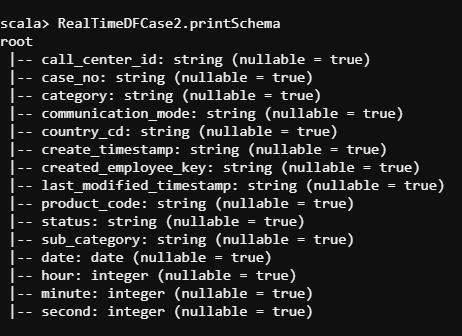 scala> RealTimeDFCase2.printSchema
root
 |-- call_center_id: string (nullable = true)
 |-- case_no: string (nullable = true)
 |-- category: string (nullable = true)
 |-- communication_mode: string (nullable = true)
 |-- country_cd: string (nullable = true)
 |-- create_timestamp: string (nullable = true)
 |-- created_employee_key: string (nullable = true)
 |-- last_modified_timestamp: string (nullable = true)
 |-- product_code: string (nullable = true)
 |-- status: string (nullable = true)
 |-- sub_category: string (nullable = true)
 |-- date: date (nullable = true)
 |-- hour: integer (nullable = true)
 |-- minute: integer (nullable = true)
 |-- second: integer (nullable = true)